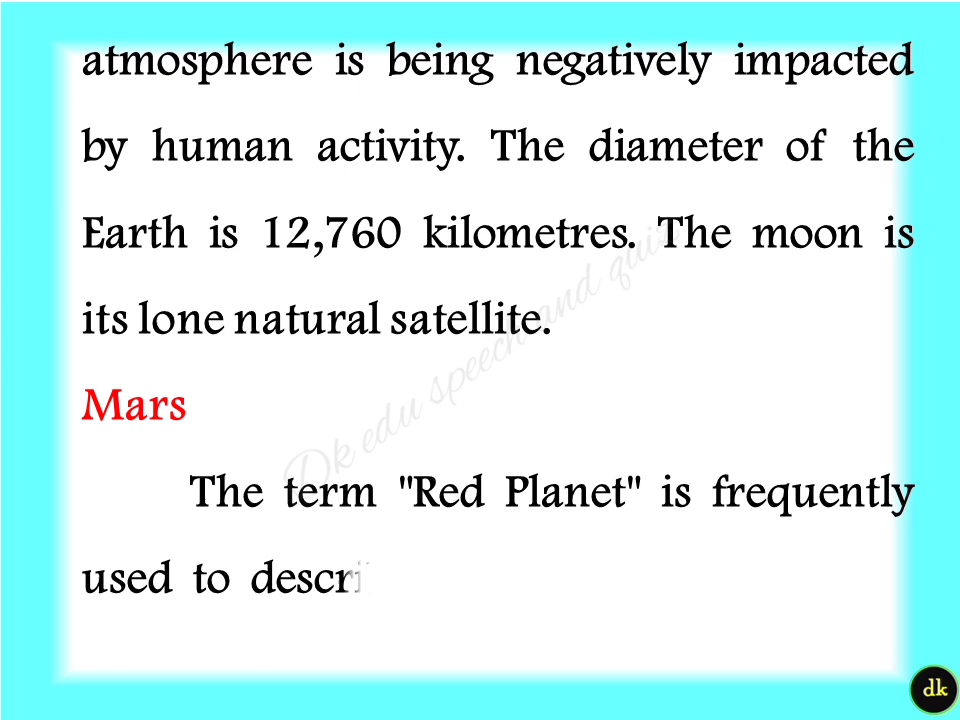 atmosphere is being negatively impacted
by human activity. The diameter of the
Earth is 12,760 kilometres. The moon is
its lone natural satellite.
Mars
The term "Red Planet" is frequently
used to descri
Dk edu speech and quiz
dk